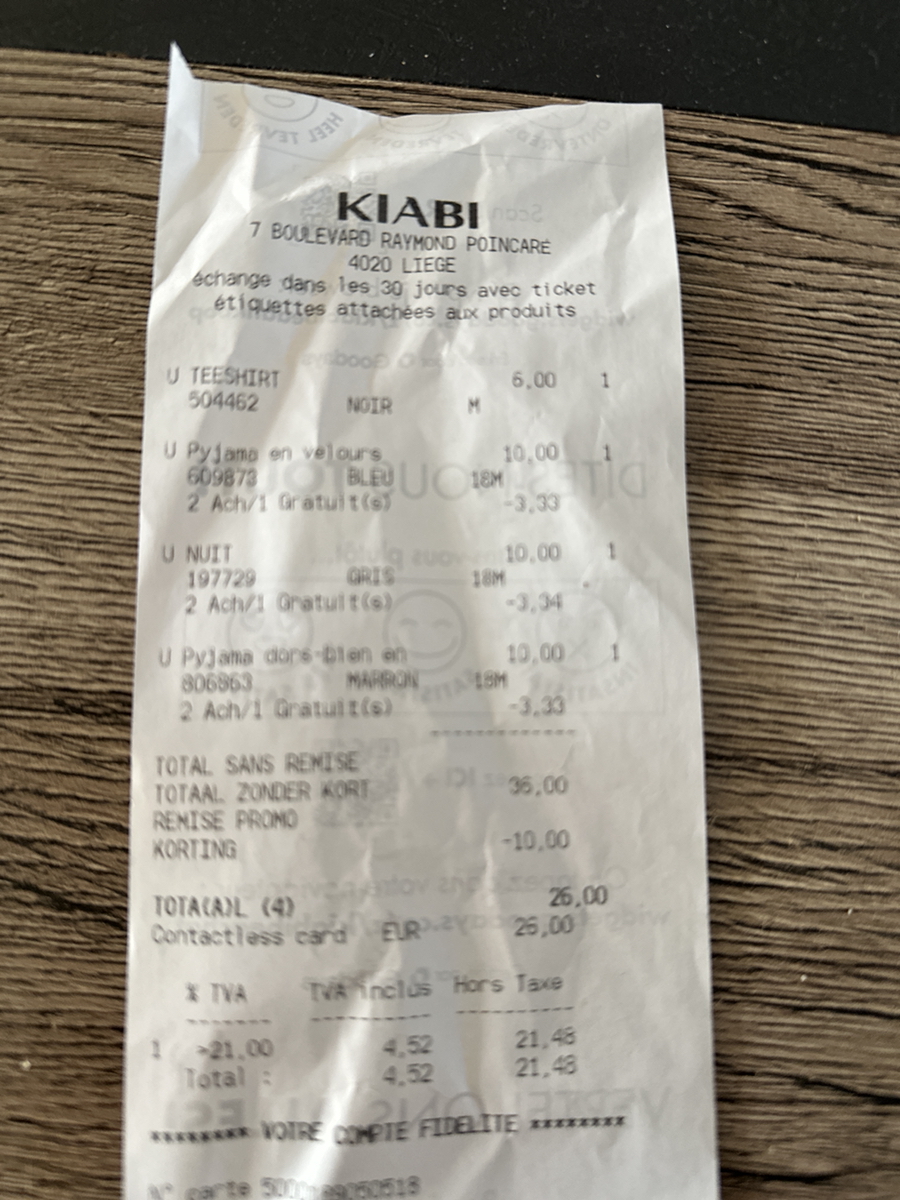 KIABI
7 BOULEVARD RAYMOND POINCARE
4020 LIEGE
échange dans les 30 jours avec ticket
étiquettes attachées aux produits
U TEESHIRT 6,00 1
504462 NOIR M
U Pyjama en velours 10,00 1
609873 BLEU 18M
2 Ach/1 Gratuit(s) -3,33
U NUIT 10,00 1
197729 GRIS 18M
2 Ach/1 Gratuit(s) -3,34
U Pyjama dors-bien en 10,00 1
806863 MARRON 18M
2 Ach/1 Gratuit(s) -3,33
------------
TOTAL SANS REMISE
TOTAAL ZONDER KORT 36,00
REMISE PROMO
KORTING -10,00
TOTA(A)L (4) 26,00
Contactless card EUR 26,00
% TVA TVA inclus Hors Taxe
------- ---------- ----------
1 >21,00 4,52 21,48
Total : 4,52 21,48
******** VOTRE COMPTE FIDELITE ********
N° carte